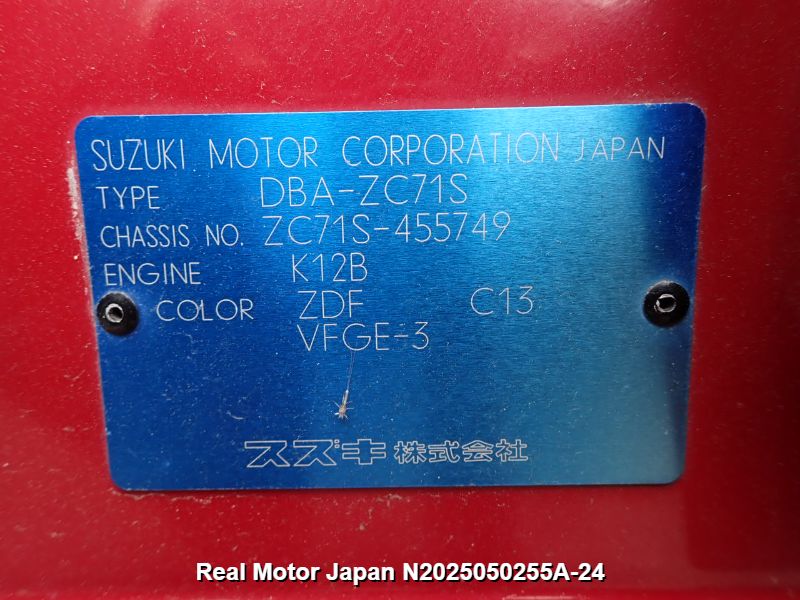 SUZUKI MOTOR CORPORATION JAPAN
TYPE DBA-ZC71S
CHASSIS NO. ZC71S-455749
ENGINE K12B
COLOR ZDF C13
VFGE-3
スズキ株式会社
Real Motor Japan N2025050255A-24